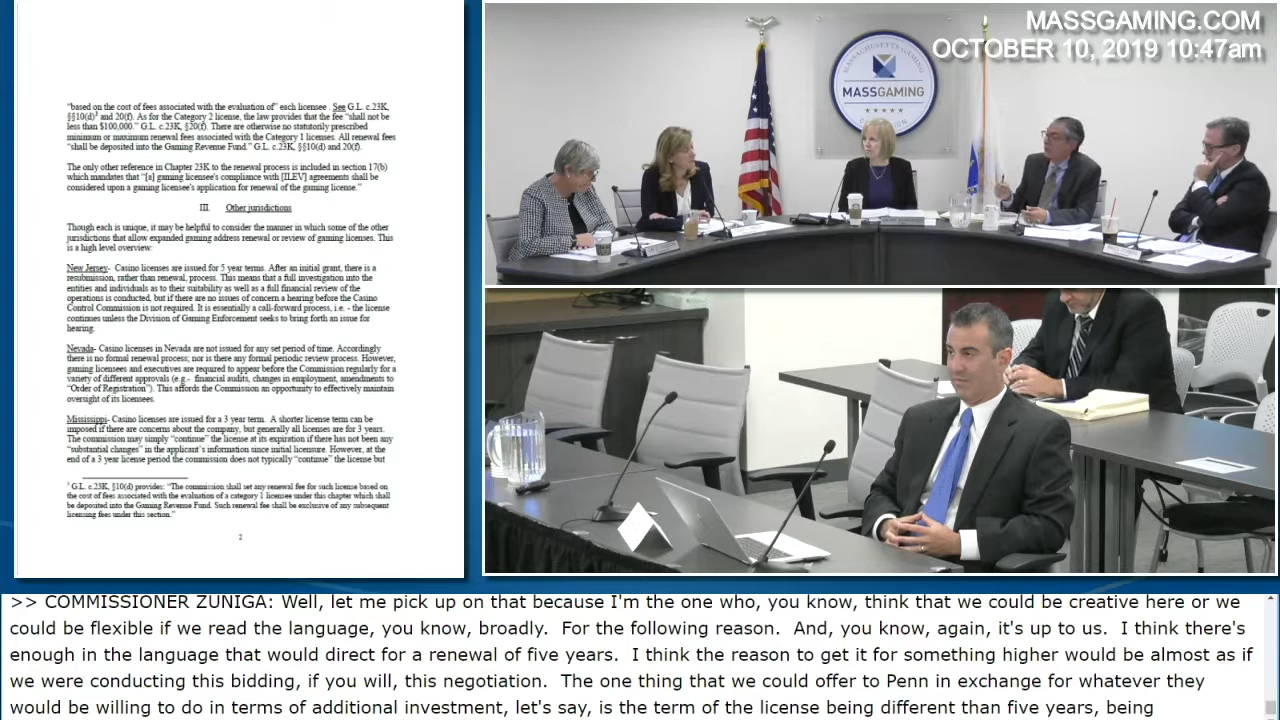 MASSGAMING.COM
OCTOBER 10, 2019 10:47am
"based on the cost of fees associated with the evaluation of" each licensee . See G.L. c.23K,
§§10(d)³ and 20(f). As for the Category 2 license, the law provides that the fee "shall not be
less than $100,000." G.L. c.23K, §20(f). There are otherwise no statutorily prescribed
minimum or maximum renewal fees associated with the Category 1 licenses. All renewal fees
"shall be deposited into the Gaming Revenue Fund." G.L. c.23K, §§10(d) and 20(f).
The only other reference in Chapter 23K to the renewal process is included in section 17(b)
which mandates that "[a] gaming licensee's compliance with [ILEV] agreements shall be
considered upon a gaming licensee's application for renewal of the gaming license."
III. Other jurisdictions
Though each is unique, it may be helpful to consider the manner in which some of the other
jurisdictions that allow expanded gaming address renewal or review of gaming licenses. This
is a high level overview:
New Jersey- Casino licenses are issued for 5 year terms. After an initial grant, there is a
resubmission, rather than renewal, process. This means that a full investigation into the
entities and individuals as to their suitability as well as a full financial review of the
operations is conducted, but if there are no issues of concern a hearing before the Casino
Control Commission is not required. It is essentially a call-forward process, i.e. - the license
continues unless the Division of Gaming Enforcement seeks to bring forth an issue for
hearing.
Nevada- Casino licenses in Nevada are not issued for any set period of time. Accordingly
there is no formal renewal process; nor is there any formal periodic review process. However,
gaming licensees and executives are required to appear before the Commission regularly for a
variety of different approvals (e.g.- financial audits, changes in employment, amendments to
"Order of Registration"). This affords the Commission an opportunity to effectively maintain
oversight of its licensees.
Mississippi- Casino licenses are issued for a 3 year term. A shorter license term can be
imposed if there are concerns about the company, but generally all licenses are for 3 years.
The commission may simply "continue" the license at its expiration if there has not been any
"substantial changes" in the applicant's information since initial licensure. However, at the
end of a 3 year license period the commission does not typically "continue" the license but
³ G.L. c.23K, §10(d) provides: "The commission shall set any renewal fee for such license based on
the cost of fees associated with the evaluation of a category 1 licensee under this chapter which shall
be deposited into the Gaming Revenue Fund. Such renewal fee shall be exclusive of any subsequent
licensing fees under this section."
2
MASSACHUSETTS GAMING
MASSGAMING
>> COMMISSIONER ZUNIGA: Well, let me pick up on that because I'm the one who, you know, think that we could be creative here or we
could be flexible if we read the language, you know, broadly. For the following reason. And, you know, again, it's up to us. I think there's
enough in the language that would direct for a renewal of five years. I think the reason to get it for something higher would be almost as if
we were conducting this bidding, if you will, this negotiation. The one thing that we could offer to Penn in exchange for whatever they
would be willing to do in terms of additional investment, let's say, is the term of the license being different than five years, being